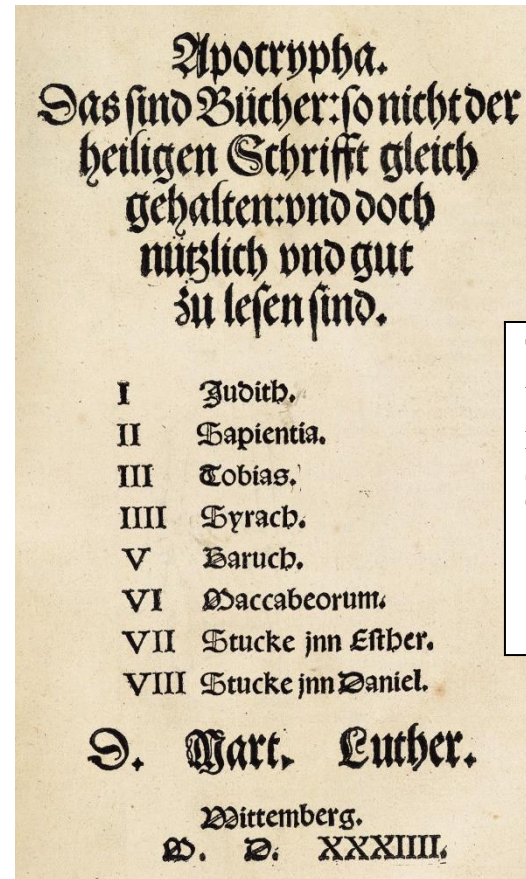 Apocrypha.
Das sind Bücher: so nicht der
heiligen Schrifft gleich
gehalten: vnd doch
nützlich vnd gut
zu lesen sind.
I Judith.
II Sapientia.
III Tobias.
IIII Syrach.
V Baruch.
VI Maccabeorum.
VII Stucke jnn Esther.
VIII Stucke jnn Daniel.
D. Mart. Luther.
Wittemberg.
M. D. XXXIIII.